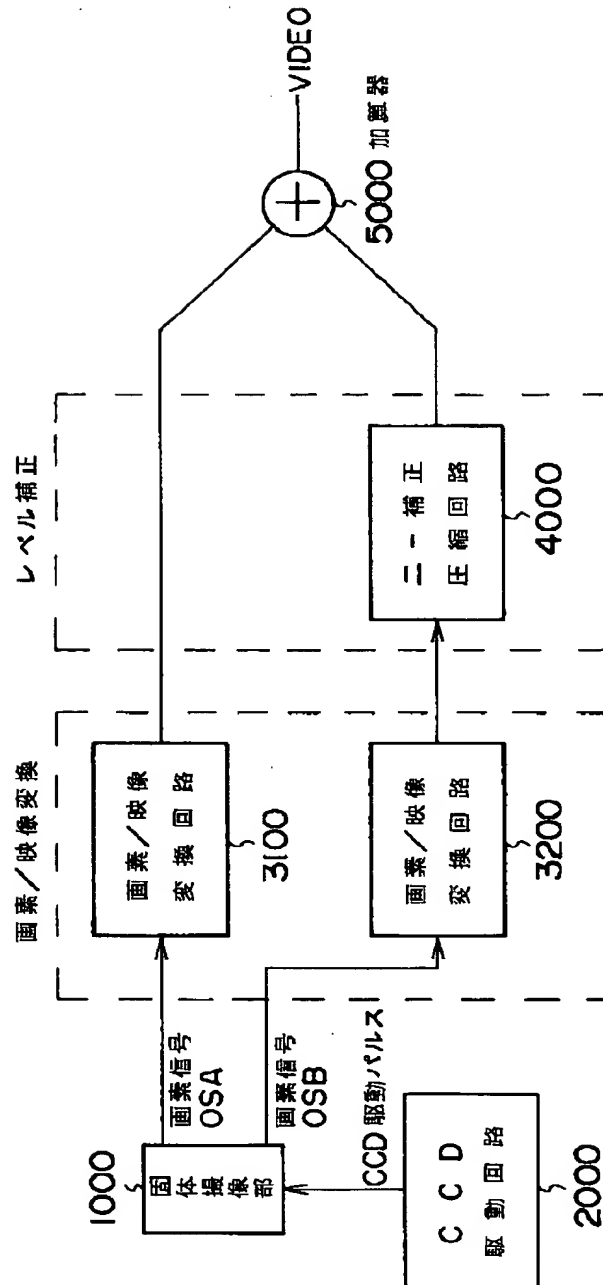 画素/映像変換
レベル補正
1000
固体撮像部
画素信号
OSA
画素信号
OSB
CCD駆動パルス
CCD
駆動回路
2000
画素/映像
変換回路
3100
画素/映像
変換回路
3200
ニー補正
圧縮回路
4000
5000 加算器
VIDEO